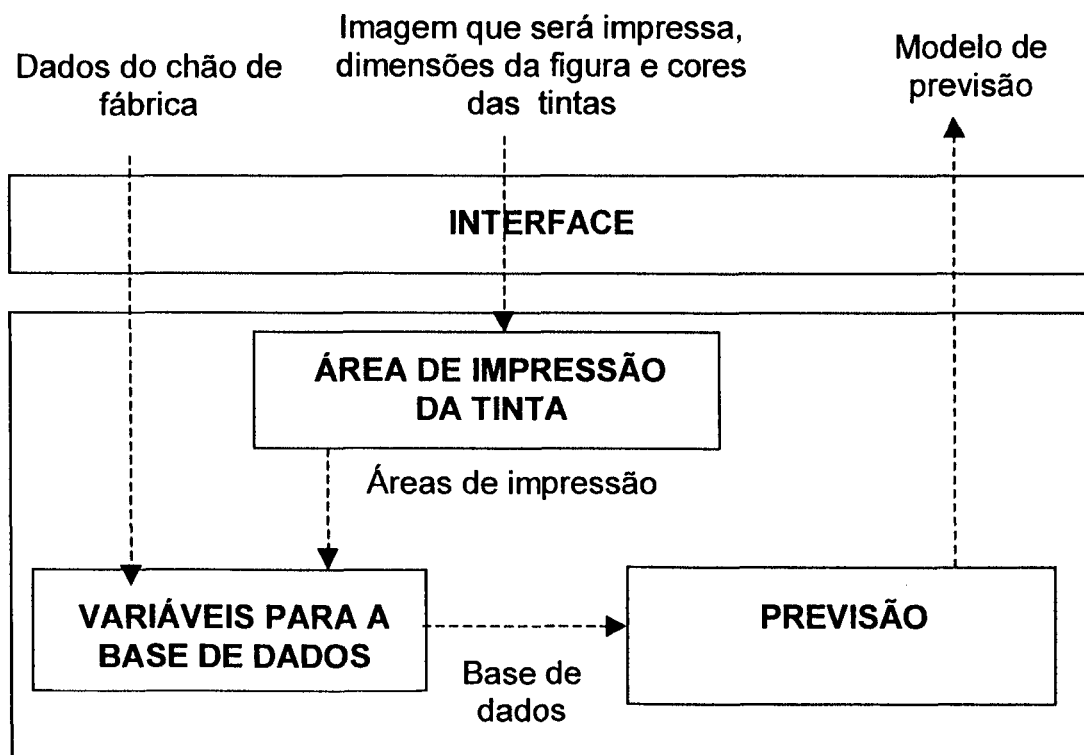 Dados do chão de
fábrica
Imagem que será impressa,
dimensões da figura e cores
das tintas
Modelo de
previsão
INTERFACE
ÁREA DE IMPRESSÃO
DA TINTA
Áreas de impressão
VARIÁVEIS PARA A
BASE DE DADOS
Base de
dados
PREVISÃO